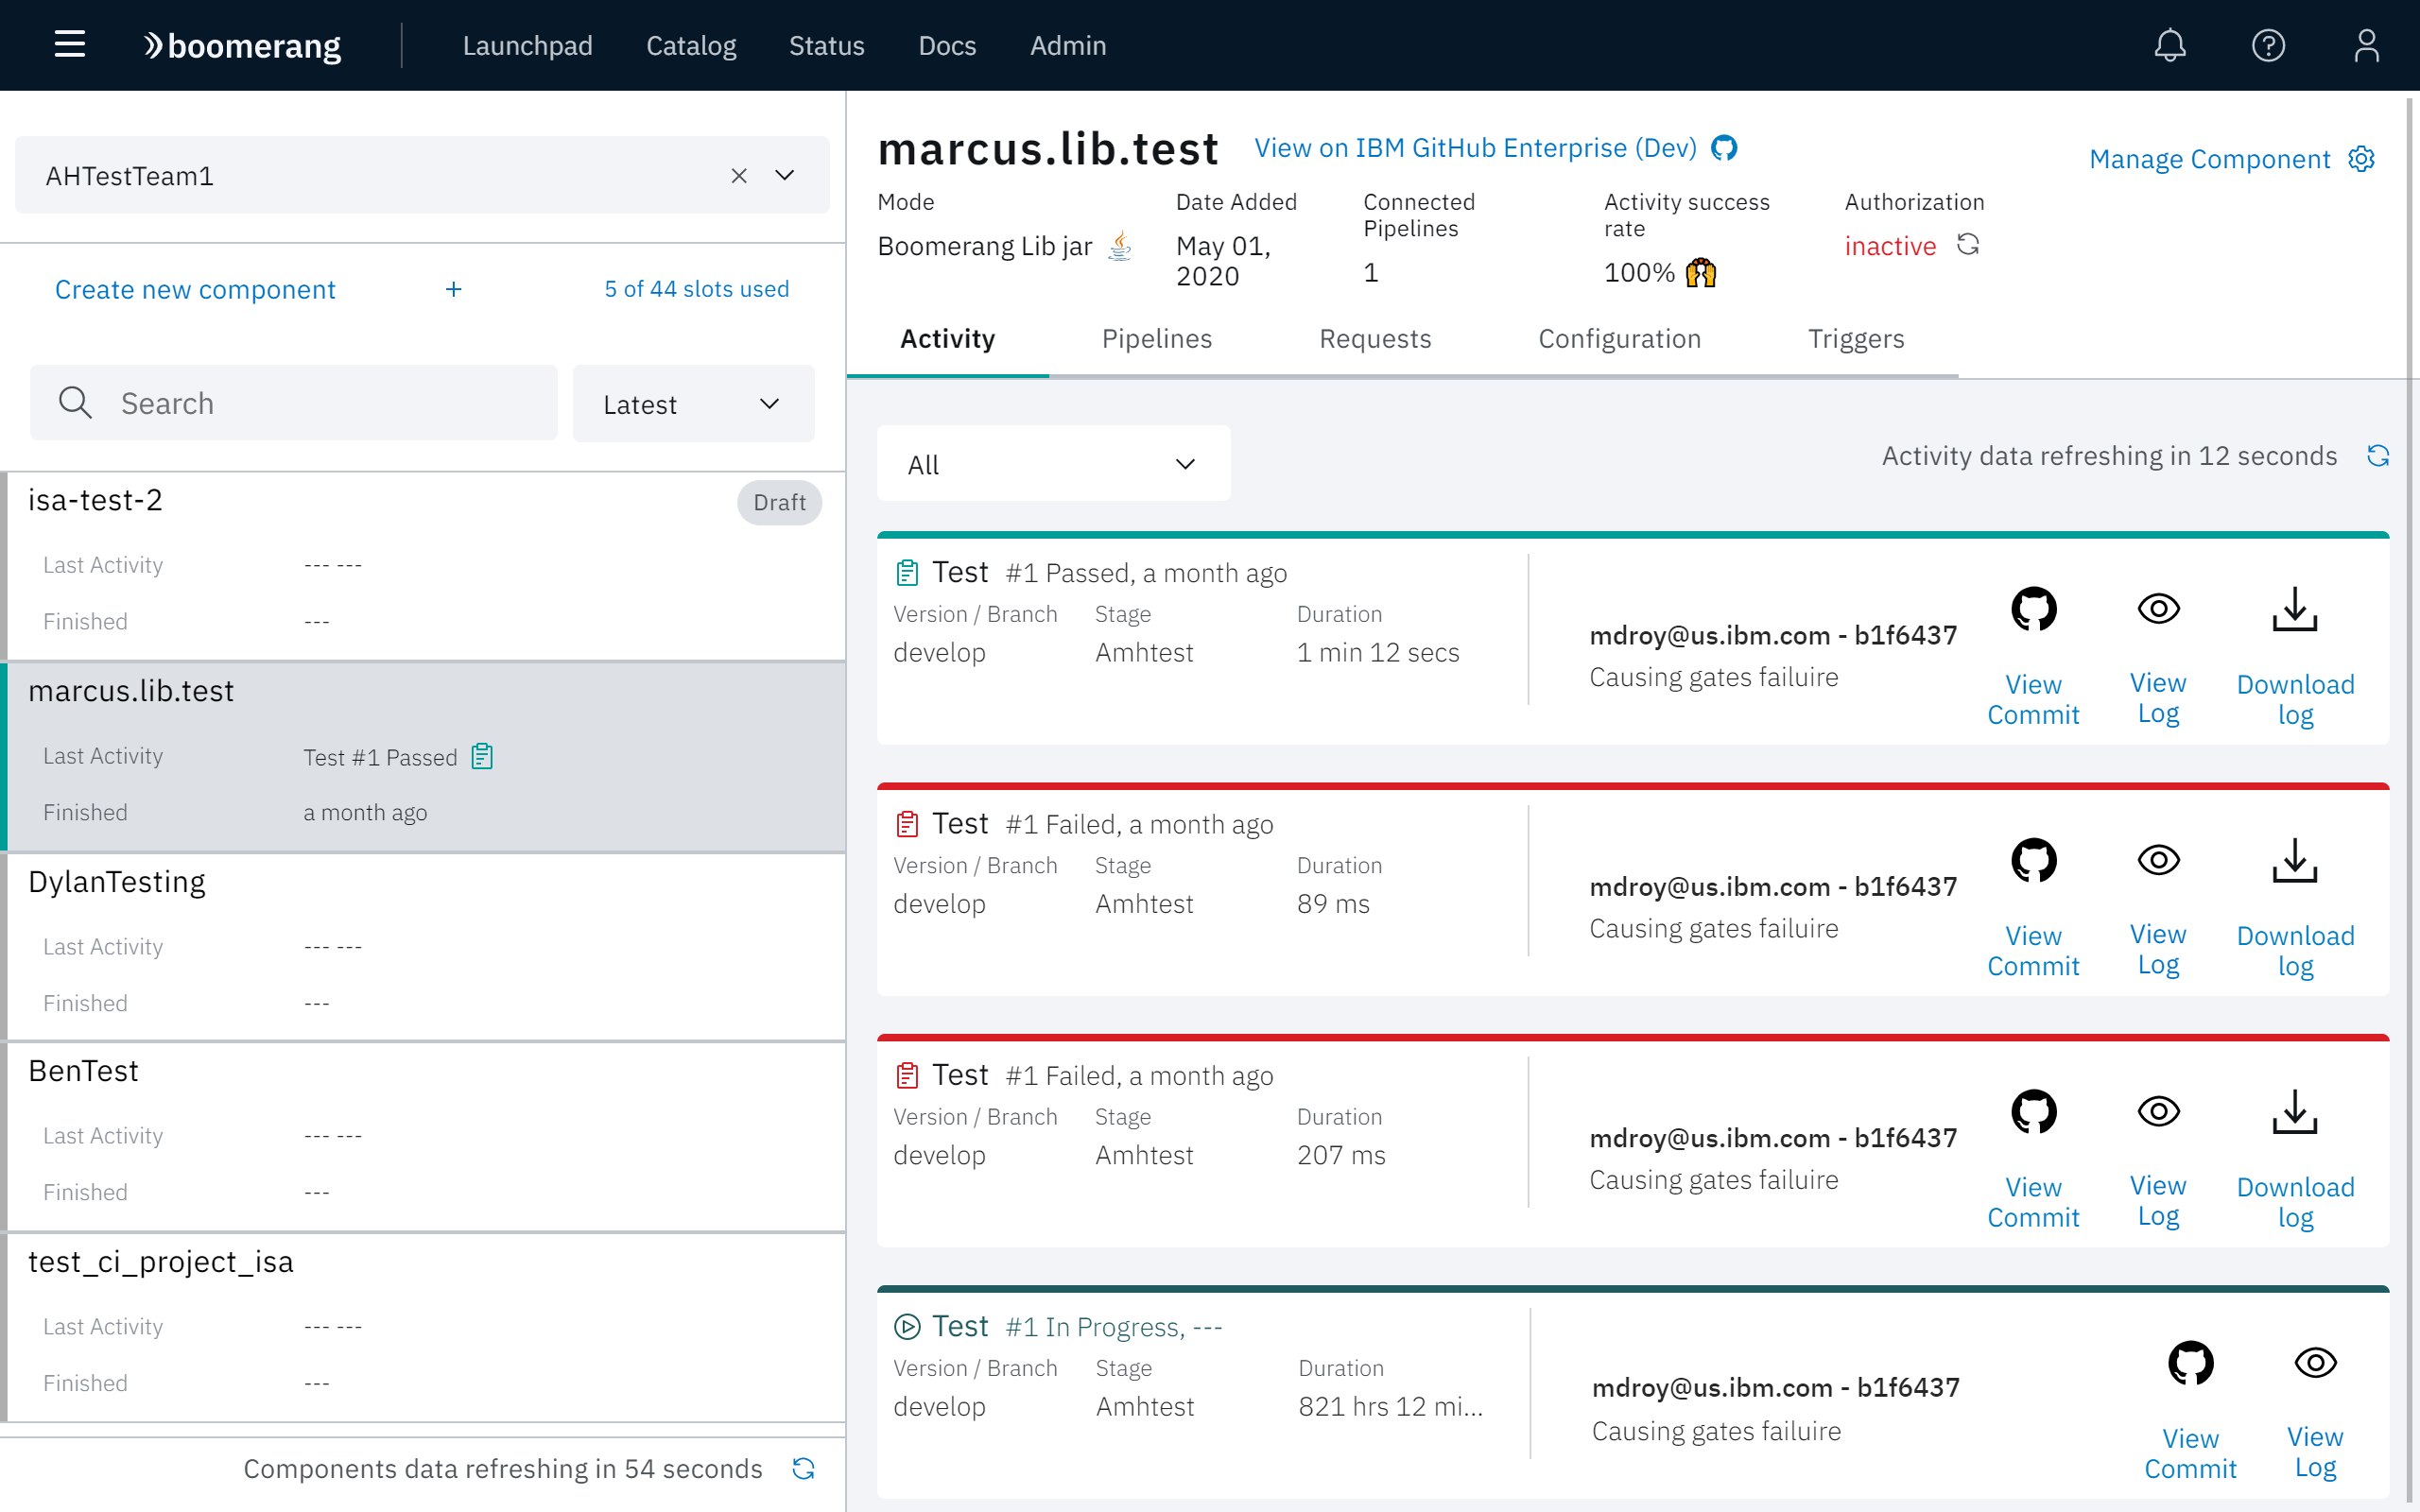 boomerang
Launchpad
Catalog
Status
Docs
Admin
AHTestTeam1
Create new component
5 of 44 slots used
Search
Latest
isa-test-2
Draft
Last Activity
--- ---
Finished
---
marcus.lib.test
Last Activity
Test #1 Passed
Finished
a month ago
DylanTesting
Last Activity
--- ---
Finished
---
BenTest
Last Activity
--- ---
Finished
---
test_ci_project_isa
Last Activity
--- ---
Finished
---
Components data refreshing in 54 seconds
marcus.lib.test
View on IBM GitHub Enterprise (Dev)
Manage Component
Mode
Boomerang Lib jar
Date Added
May 01,
2020
Connected
Pipelines
1
Activity success
rate
100%
Authorization
inactive
Activity
Pipelines
Requests
Configuration
Triggers
All
Activity data refreshing in 12 seconds
Test #1 Passed, a month ago
Version / Branch
develop
Stage
Amhtest
Duration
1 min 12 secs
mdroy@us.ibm.com - b1f6437
Causing gates failuire
View
Commit
View
Log
Download
log
Test #1 Failed, a month ago
Version / Branch
develop
Stage
Amhtest
Duration
89 ms
mdroy@us.ibm.com - b1f6437
Causing gates failuire
View
Commit
View
Log
Download
log
Test #1 Failed, a month ago
Version / Branch
develop
Stage
Amhtest
Duration
207 ms
mdroy@us.ibm.com - b1f6437
Causing gates failuire
View
Commit
View
Log
Download
log
Test #1 In Progress, ---
Version / Branch
develop
Stage
Amhtest
Duration
821 hrs 12 mi...
mdroy@us.ibm.com - b1f6437
Causing gates failuire
View
Commit
View
Log